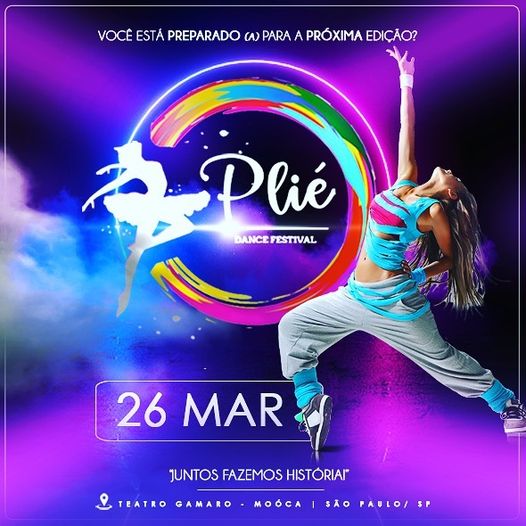 VOCÊ ESTÁ PREPARADO (A) PARA A PRÓXIMA EDIÇÃO?
Plié
DANCE FESTIVAL
26 MAR
"JUNTOS FAZEMOS HISTÓRIA!"
TEATRO GAMARO - MOÓCA | SÃO PAULO/ SP